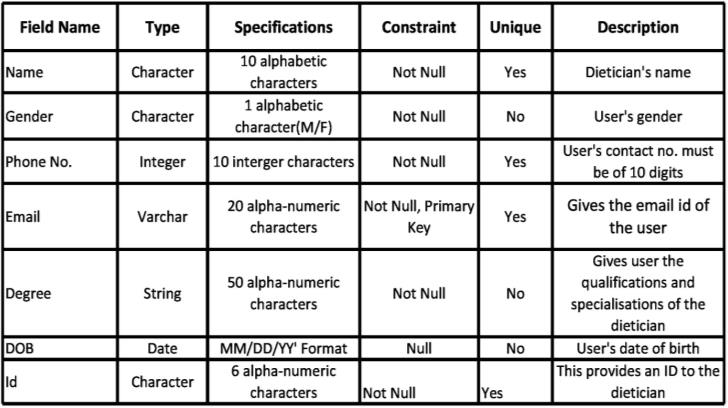 Field Name Type Specifications Constraint Unique Description
Name Character 10 alphabetic characters Not Null Yes Dietician's name
Gender Character 1 alphabetic character(M/F) Not Null No User's gender
Phone No. Integer 10 interger characters Not Null Yes User's contact no. must be of 10 digits
Email Varchar 20 alpha-numeric characters Not Null, Primary Key Yes Gives the email id of the user
Degree String 50 alpha-numeric characters Not Null No Gives user the qualifications and specialisations of the dietician
DOB Date MM/DD/YY' Format Null No User's date of birth
Id Character 6 alpha-numeric characters Not Null Yes This provides an ID to the dietician